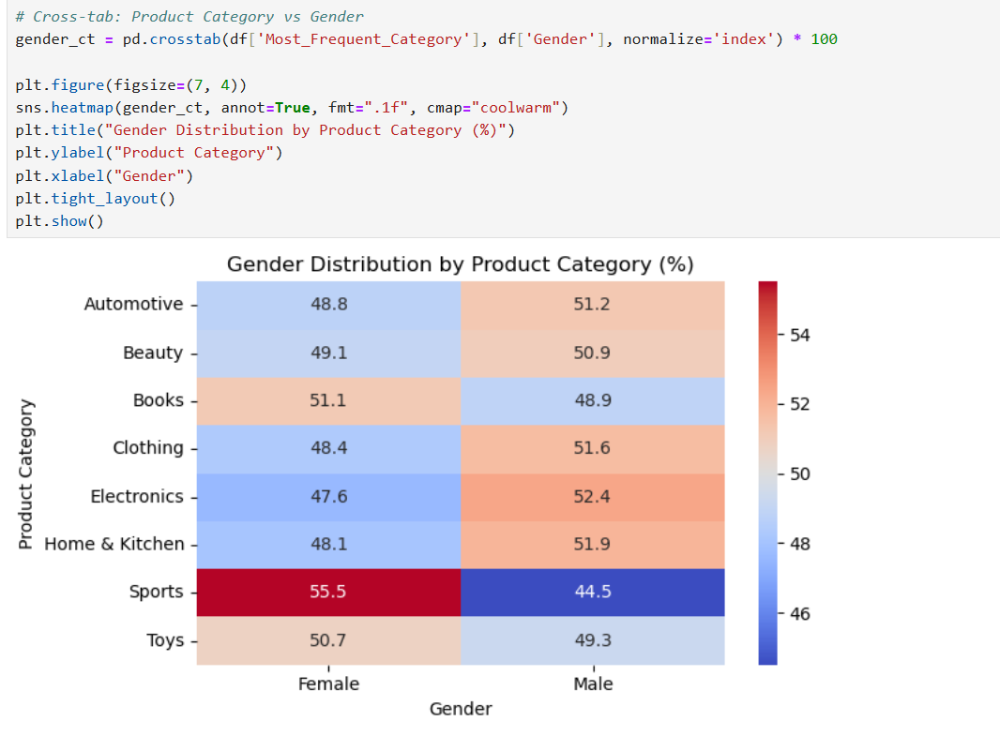 # Cross-tab: Product Category vs Gender
gender_ct = pd.crosstab(df['Most_Frequent_Category'], df['Gender'], normalize='index') * 100
plt.figure(figsize=(7, 4))
sns.heatmap(gender_ct, annot=True, fmt=".1f", cmap="coolwarm")
plt.title("Gender Distribution by Product Category (%)")
plt.ylabel("Product Category")
plt.xlabel("Gender")
plt.tight_layout()
plt.show()
Gender Distribution by Product Category (%)
Product Category
Automotive 48.8 51.2
Beauty 49.1 50.9
Books 51.1 48.9
Clothing 48.4 51.6
Electronics 47.6 52.4
Home & Kitchen 48.1 51.9
Sports 55.5 44.5
Toys 50.7 49.3
Female Male
Gender
54
52
50
48
46